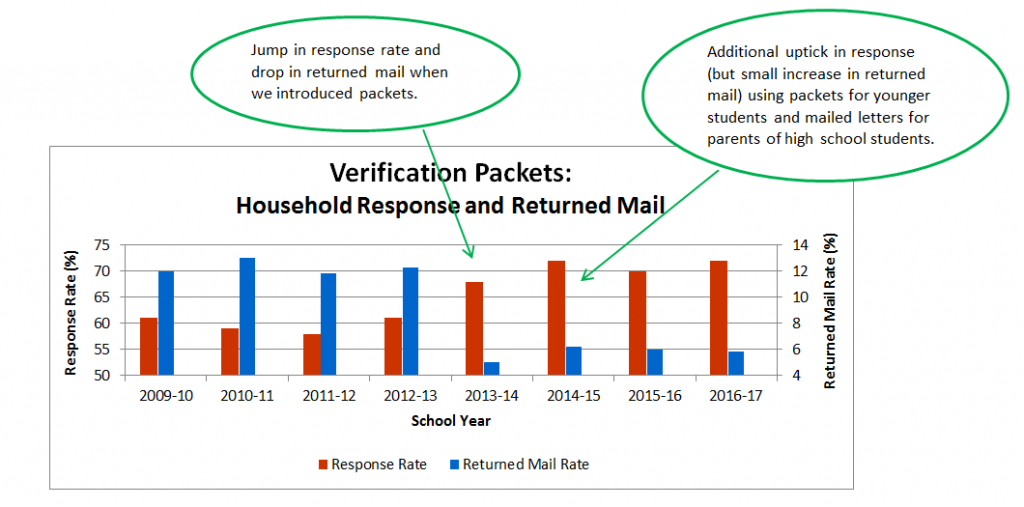 Jump in response rate and
drop in returned mail when
we introduced packets.
Additional uptick in response
(but small increase in returned
mail) using packets for younger
students and mailed letters for
parents of high school students.
Verification Packets:
Household Response and Returned Mail
Response Rate (%)
75
70
65
60
55
50
14
12
10
8
6
4
Returned Mail Rate (%)
2009-10 2010-11 2011-12 2012-13 2013-14 2014-15 2015-16 2016-17
School Year
Response Rate Returned Mail Rate